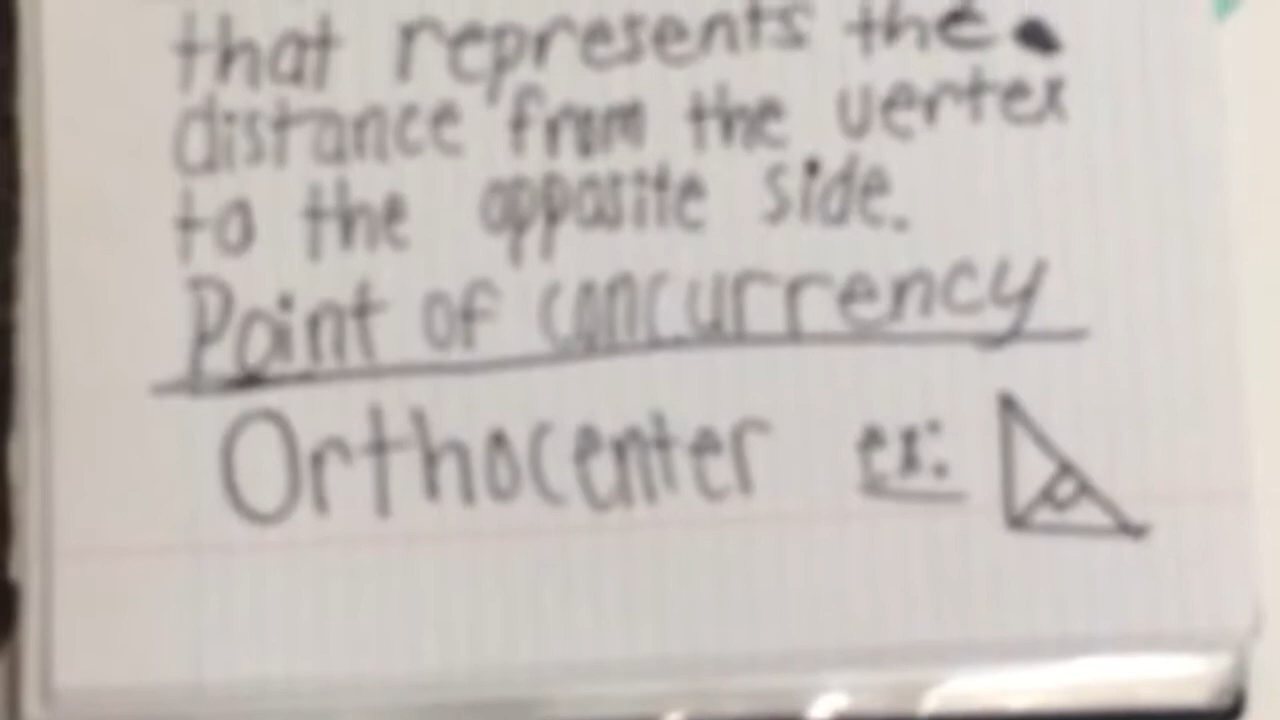 that represents the
distance from the vertex
to the opposite side.
Point of concurrency
Orthocenter ex: